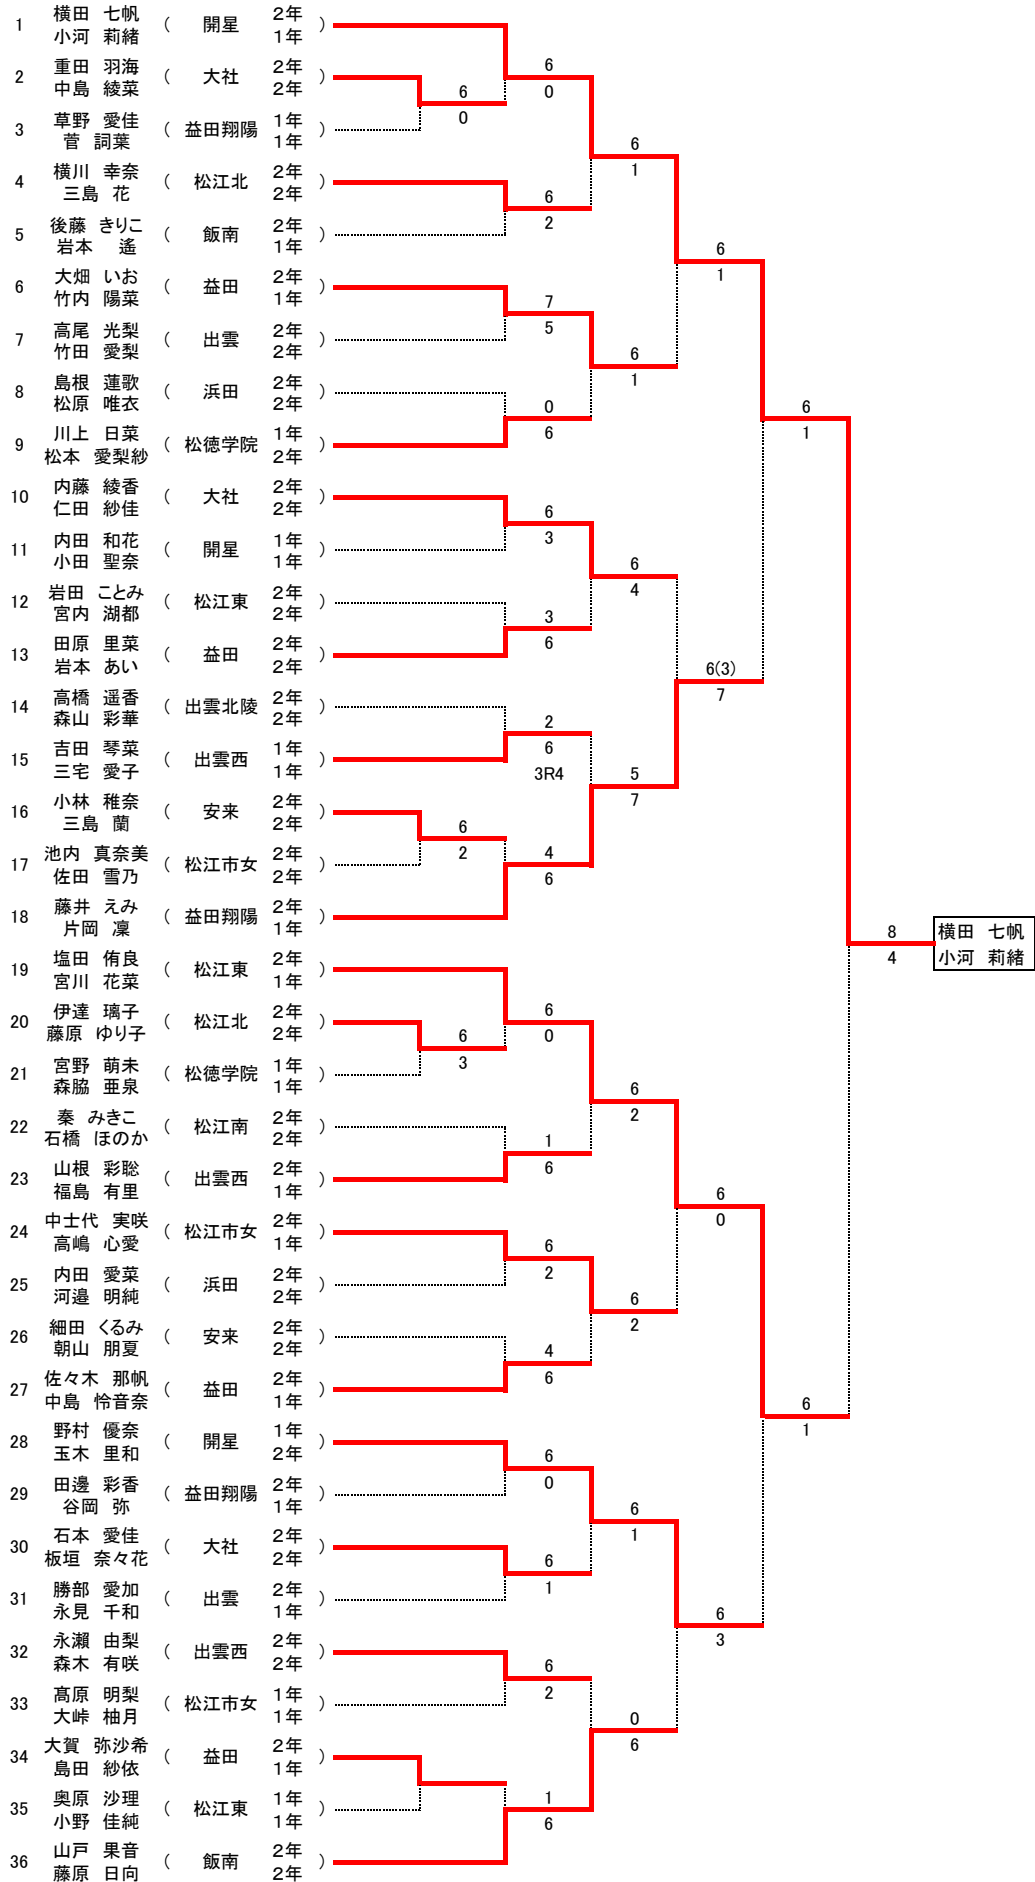 1 横田 七帆 小河 莉緒 ( 開星 2年 1年 )
2 重田 羽海 中島 綾菜 ( 大社 2年 2年 )
3 草野 愛佳 菅 詞葉 ( 益田翔陽 1年 1年 )
4 横川 幸奈 三島 花 ( 松江北 2年 2年 )
5 後藤 きりこ 岩本 遙 ( 飯南 2年 1年 )
6 大畑 いお 竹内 陽菜 ( 益田 2年 1年 )
7 高尾 光梨 竹田 愛梨 ( 出雲 2年 2年 )
8 島根 蓮歌 松原 唯衣 ( 浜田 2年 2年 )
9 川上 日菜 松本 愛梨紗 ( 松徳学院 1年 2年 )
10 内藤 綾香 仁田 紗佳 ( 大社 2年 2年 )
11 内田 和花 小田 聖奈 ( 開星 1年 1年 )
12 岩田 ことみ 宮内 湖都 ( 松江東 2年 2年 )
13 田原 里菜 岩本 あい ( 益田 2年 2年 )
14 高橋 遥香 森山 彩華 ( 出雲北陵 2年 2年 )
15 吉田 琴菜 三宅 愛子 ( 出雲西 1年 1年 )
16 小林 稚奈 三島 蘭 ( 安来 2年 2年 )
17 池内 真奈美 佐田 雪乃 ( 松江市女 2年 2年 )
18 藤井 えみ 片岡 凜 ( 益田翔陽 2年 1年 )
19 塩田 侑良 宮川 花菜 ( 松江東 2年 1年 )
20 伊達 璃子 藤原 ゆり子 ( 松江北 2年 2年 )
21 宮野 萌未 森脇 亜泉 ( 松徳学院 1年 1年 )
22 秦 みきこ 石橋 ほのか ( 松江南 2年 2年 )
23 山根 彩聡 福島 有里 ( 出雲西 2年 1年 )
24 中士代 実咲 高嶋 心愛 ( 松江市女 2年 1年 )
25 内田 愛菜 河邉 明純 ( 浜田 2年 2年 )
26 細田 くるみ 朝山 朋夏 ( 安来 2年 2年 )
27 佐々木 那帆 中島 怜音奈 ( 益田 2年 1年 )
28 野村 優奈 玉木 里和 ( 開星 1年 2年 )
29 田邊 彩香 谷岡 弥 ( 益田翔陽 2年 1年 )
30 石本 愛佳 板垣 奈々花 ( 大社 2年 2年 )
31 勝部 愛加 永見 千和 ( 出雲 2年 1年 )
32 永瀬 由梨 森木 有咲 ( 出雲西 2年 2年 )
33 髙原 明梨 大峠 柚月 ( 松江市女 1年 1年 )
34 大賀 弥沙希 島田 紗依 ( 益田 2年 1年 )
35 奥原 沙理 小野 佳純 ( 松江東 1年 1年 )
36 山戸 果音 藤原 日向 ( 飯南 2年 2年 )
6
0
6
2
6
3
6
0
6
2
7
5
0
6
6
3
3
6
2
6
3R4
4
6
6
0
1
6
6
2
4
6
6
0
6
1
6
2
1
6
6
1
6
1
6
4
5
7
6
2
6
2
6
1
0
6
6
1
6(3)
7
6
0
6
3
6
1
6
1
8
4
横田 七帆
小河 莉緒